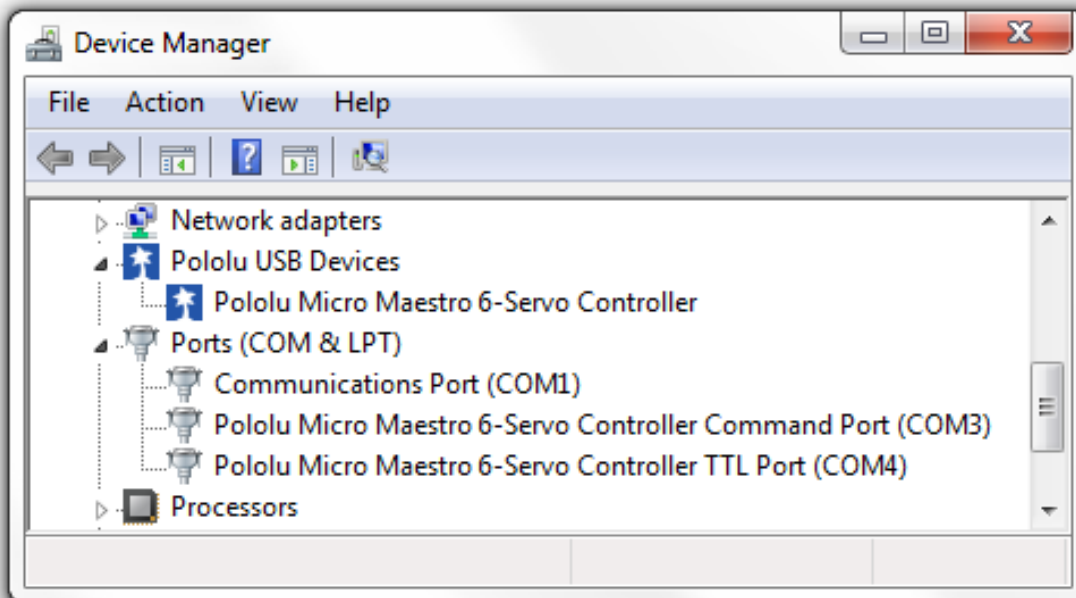 Device Manager
File Action View Help
Network adapters
Pololu USB Devices
Pololu Micro Maestro 6-Servo Controller
Ports (COM & LPT)
Communications Port (COM1)
Pololu Micro Maestro 6-Servo Controller Command Port (COM3)
Pololu Micro Maestro 6-Servo Controller TTL Port (COM4)
Processors